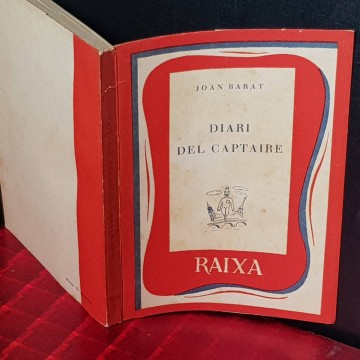 JOAN BARAT
DIARI
DEL CAPTAIRE
RAIXA